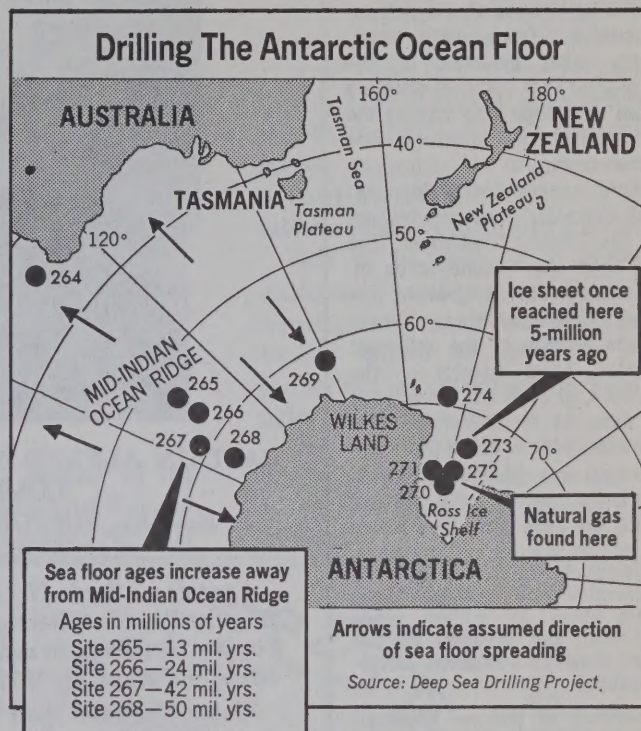 Drilling The Antarctic Ocean Floor
160°
180°
AUSTRALIA
NEW
ZEALAND
Tasman Sea
40°
TASMANIA
Tasman
Plateau
New Zealand
Plateau
50°
120°
264
Ice sheet once
reached here
5-million
years ago
60°
MID-INDIAN
OCEAN RIDGE
265
269
274
266
WILKES
LAND
267
268
273
70°
271
272
270
Ross Ice
Shelf
Natural gas
found here
ANTARCTICA
Sea floor ages increase away
from Mid-Indian Ocean Ridge
Ages in millions of years
Site 265—13 mil. yrs.
Site 266—24 mil. yrs.
Site 267—42 mil. yrs.
Site 268—50 mil. yrs.
Arrows indicate assumed direction
of sea floor spreading
Source: Deep Sea Drilling Project.